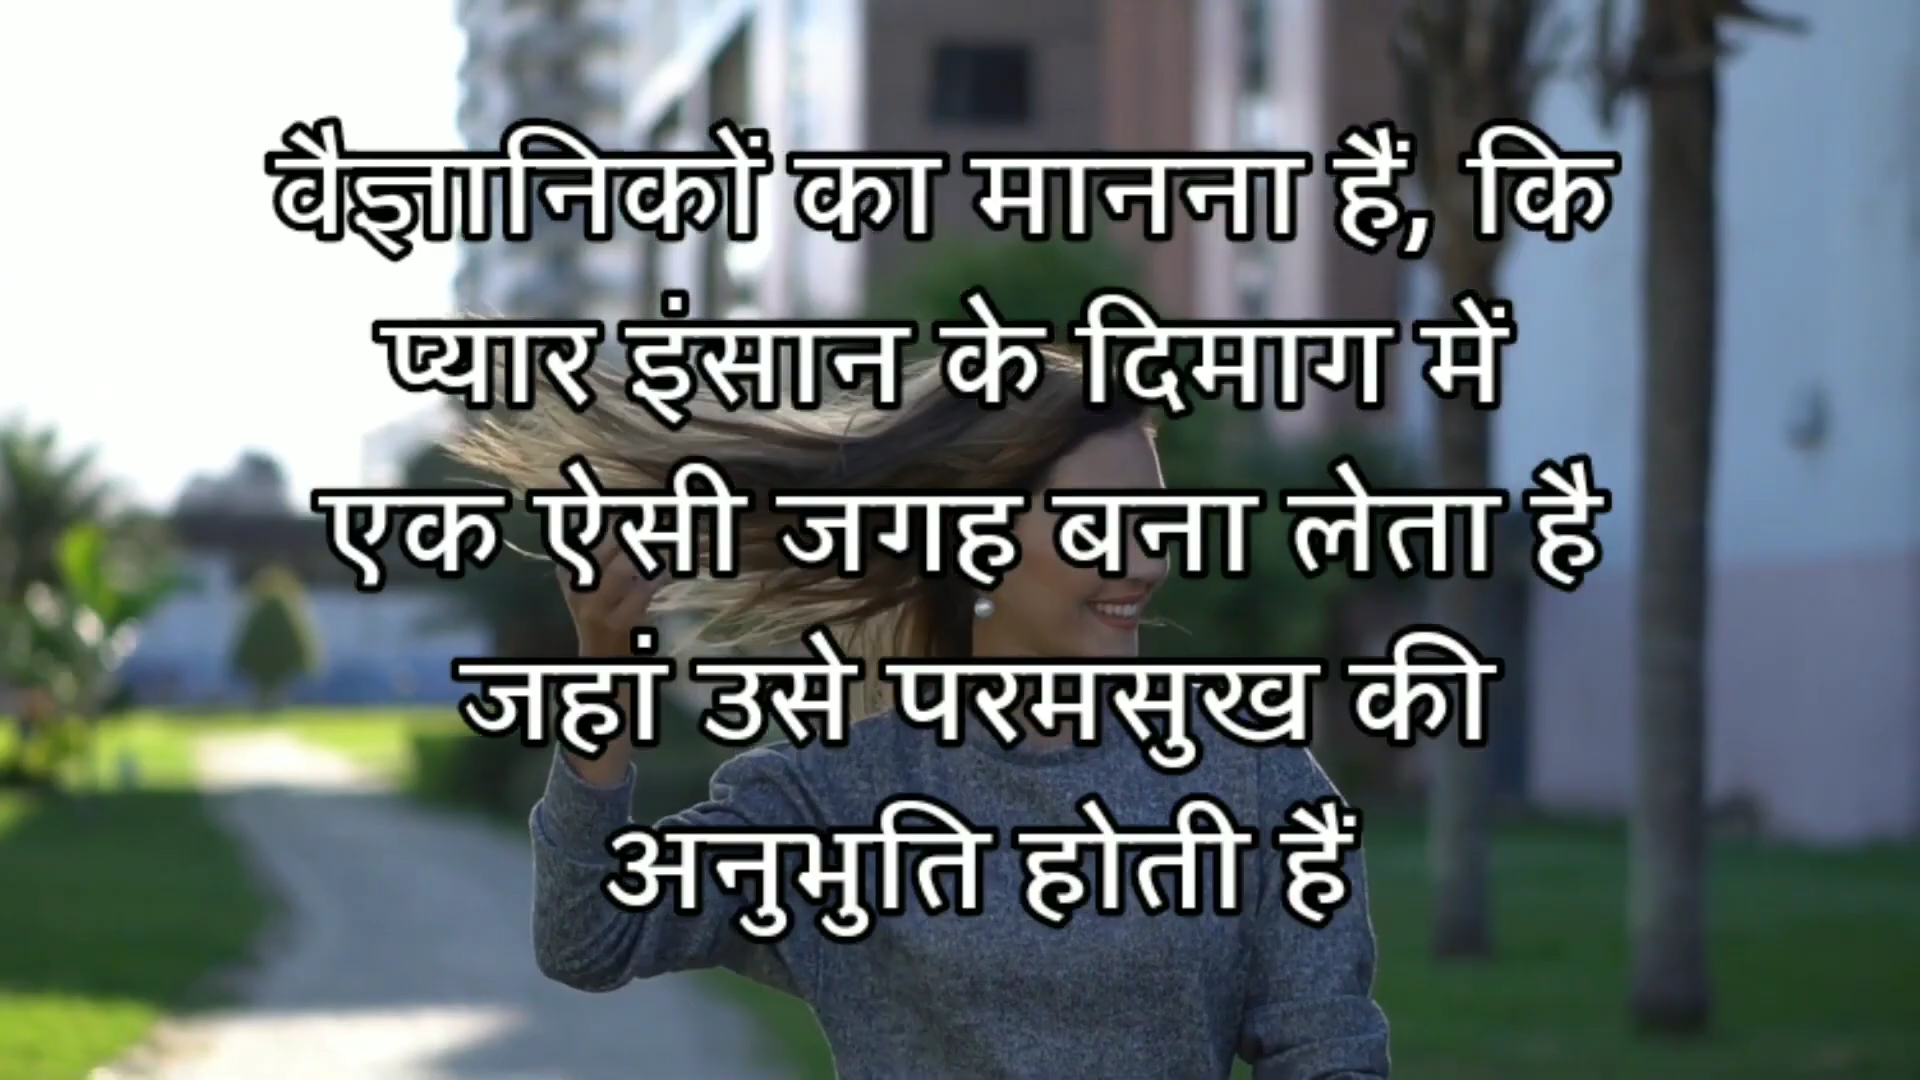 वैज्ञानिकों का मानना हैं, कि
प्यार इंसान के दिमाग में
एक ऐसी जगह बना लेता है
जहां उसे परमसुख की
अनुभुति होती हैं